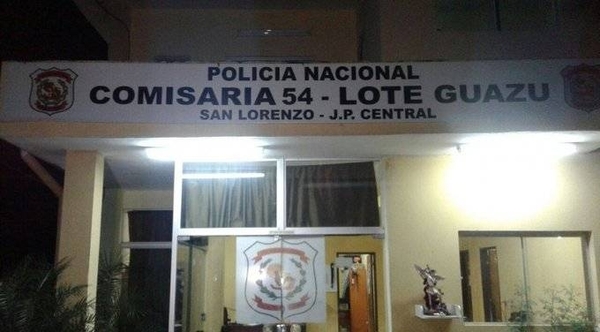 POLICIA NACIONAL
COMISARIA 54 - LOTE GUAZU
SAN LORENZO - J.P. CENTRAL